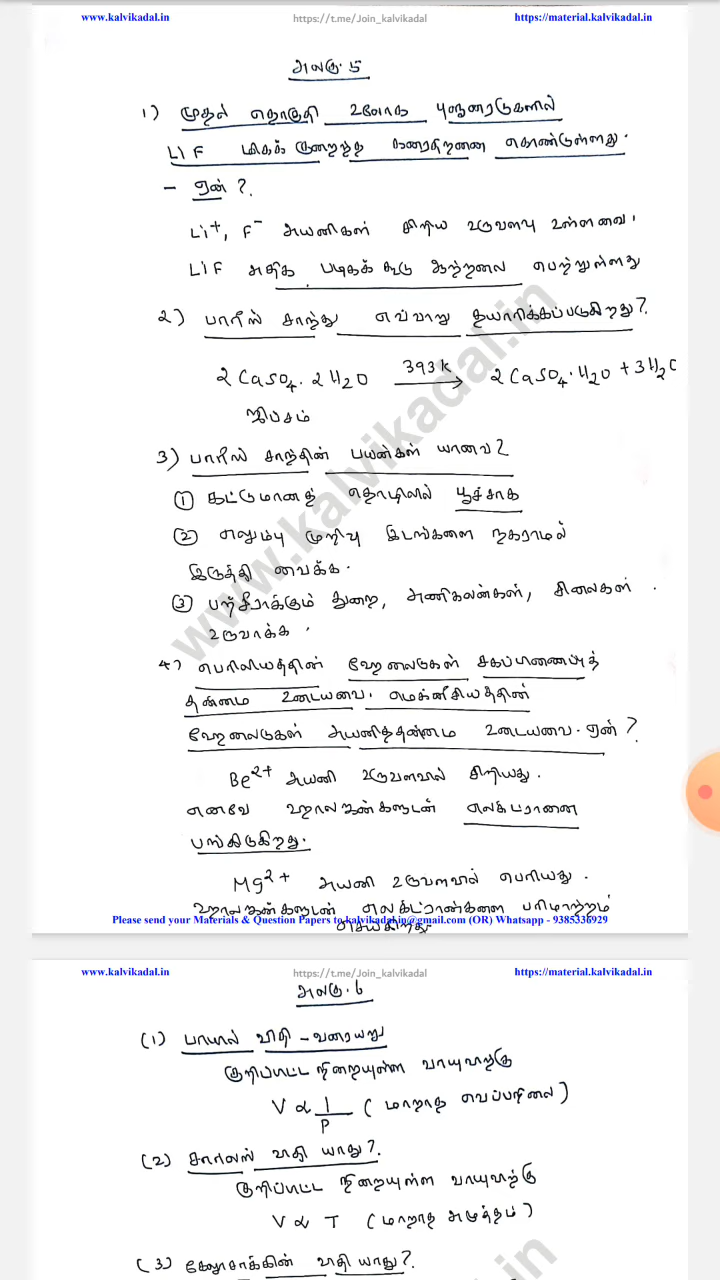 www.kalvikadal.in https://t.me/Join_kalvikadal https://material.kalvikadal.in
அலகு-5
1) முதல் தொகுதி உலோக புளூரைடுகளில்
LiF மிகக் குறைந்த கரைதிறனை கொண்டுள்ளது.
- ஏன்?
Li+, F- அயனிகள் சிறிய உருவளவு உள்ளவை.
LiF அதிக படிகக் கூடு ஆற்றலை பெற்றுள்ளது
2) பாரிஸ் சாந்து எவ்வாறு தயாரிக்கப்படுகிறது?
2CaSO4.2H2O 393k → 2CaSO4.H2O + 3H2O
ஜிப்சம்
3) பாரிஸ் சாந்தின் பயன்கள் யாவை?
① கட்டுமானத் தொழிலில் பூச்சாக
② எலும்பு முறிவு இடங்களை நகராமல்
இருத்தி வைக்க.
③ பற்சீராக்கும் துறை, அணிகலன்கள், சிலைகள்
உருவாக்க.
4) பெரிலியத்தின் ஹேலைடுகள் சகப்பிணைப்புத்
தன்மை உடையவை. மெக்னீசியத்தின்
ஹேலைடுகள் அயனித்தன்மை உடையவை. ஏன்?
Be2+ அயனி உருவளவில் சிறியது.
எனவே ஹாலஜன்களுடன் எலக்ட்ரானை
பங்கிடுகிறது.
Mg2+ அயனி உருவளவில் பெரியது.
ஹாலஜன்களுடன் எலக்ட்ரான்களை பரிமாற்றம்
செய்கிறது
Please send your Materials & Question Papers to kalvikadalin@gmail.com (OR) Whatsapp - 9385336929
www.kalvikadal.in https://t.me/Join_kalvikadal https://material.kalvikadal.in
அலகு-6
(1) பாயில் விதி - வரையறு
குறிப்பிட்ட நிறையுள்ள வாயுவிற்கு
V ∝ 1/P (மாறாத வெப்பநிலை)
(2) சார்லஸ் விதி யாது?
குறிப்பிட்ட நிறையுள்ள வாயுவிற்கு
V ∝ T (மாறாத அழுத்தம்)
(3) கேலூசாக்கின் விதி யாது?
www.kalvikadal.in